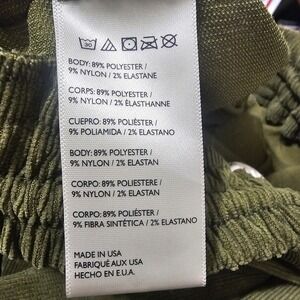 30
BODY: 89% POLYESTER /
9% NYLON / 2% ELASTANE
CORPS: 89% POLYESTER /
9% NYLON / 2% ÉLASTHANNE
CUERPO: 89% POLIÉSTER /
9% POLIAMIDA / 2% ELASTANO
BODY: 89% POLYESTER /
9% NYLON / 2% ELASTAN
CORPO: 89% POLIESTERE /
9% NYLON / 2% ELASTAN
CORPO: 89% POLIÉSTER /
9% FIBRA SINTÉTICA / 2% ELASTANO
MADE IN USA
FABRIQUÉ AUX USA
HECHO EN E.U.A.